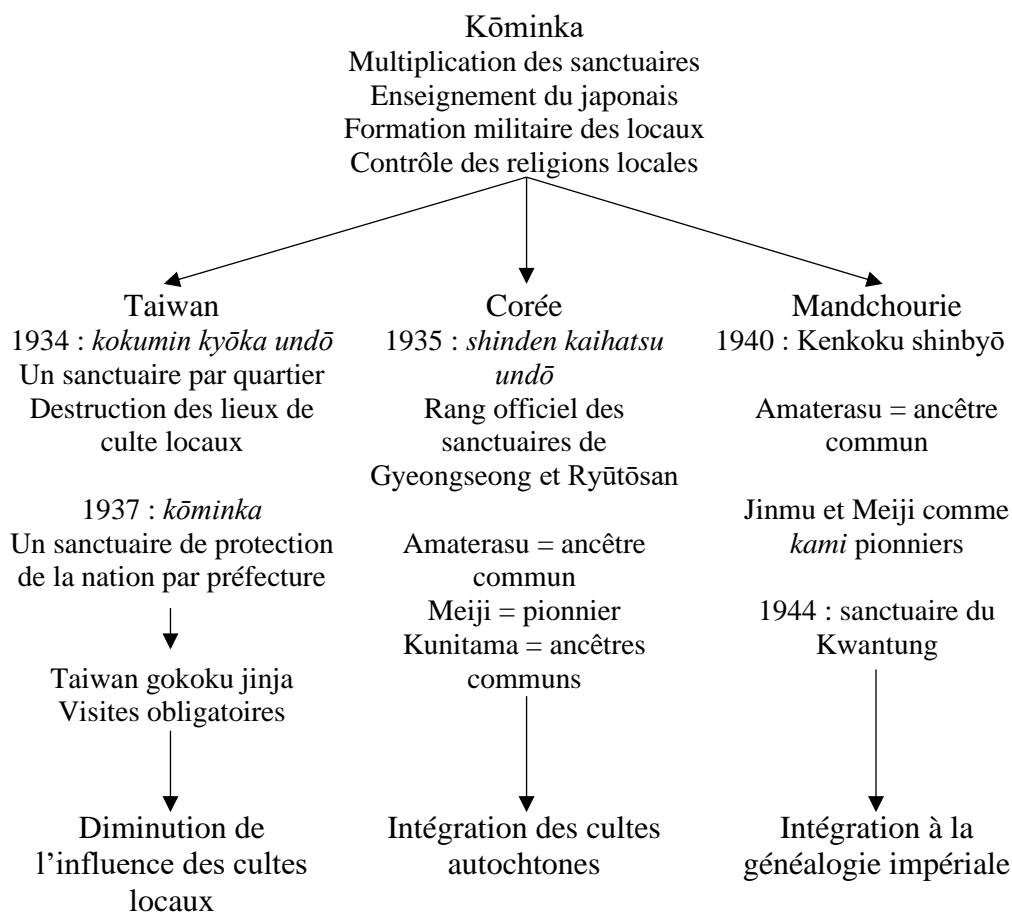 Kōminka
Multiplication des sanctuaires
Enseignement du japonais
Formation militaire des locaux
Contrôle des religions locales
Taiwan
1934 : kokumin kyōka undō
Un sanctuaire par quartier
Destruction des lieux de
culte locaux
1937 : kōminka
Un sanctuaire de protection
de la nation par préfecture
Taiwan gokoku jinja
Visites obligatoires
Diminution de
l’influence des cultes
locaux
Corée
1935 : shinden kaihatsu
undō
Rang officiel des
sanctuaires de
Gyeongseong et Ryūtōsan
Amaterasu = ancêtre
commun
Meiji = pionnier
Kunitama = ancêtres
communs
Intégration des cultes
autochtones
Mandchourie
1940 : Kenkoku shinbyō
Amaterasu = ancêtre
commun
Jinmu et Meiji comme
kami pionniers
1944 : sanctuaire du
Kwantung
Intégration à la
généalogie impériale